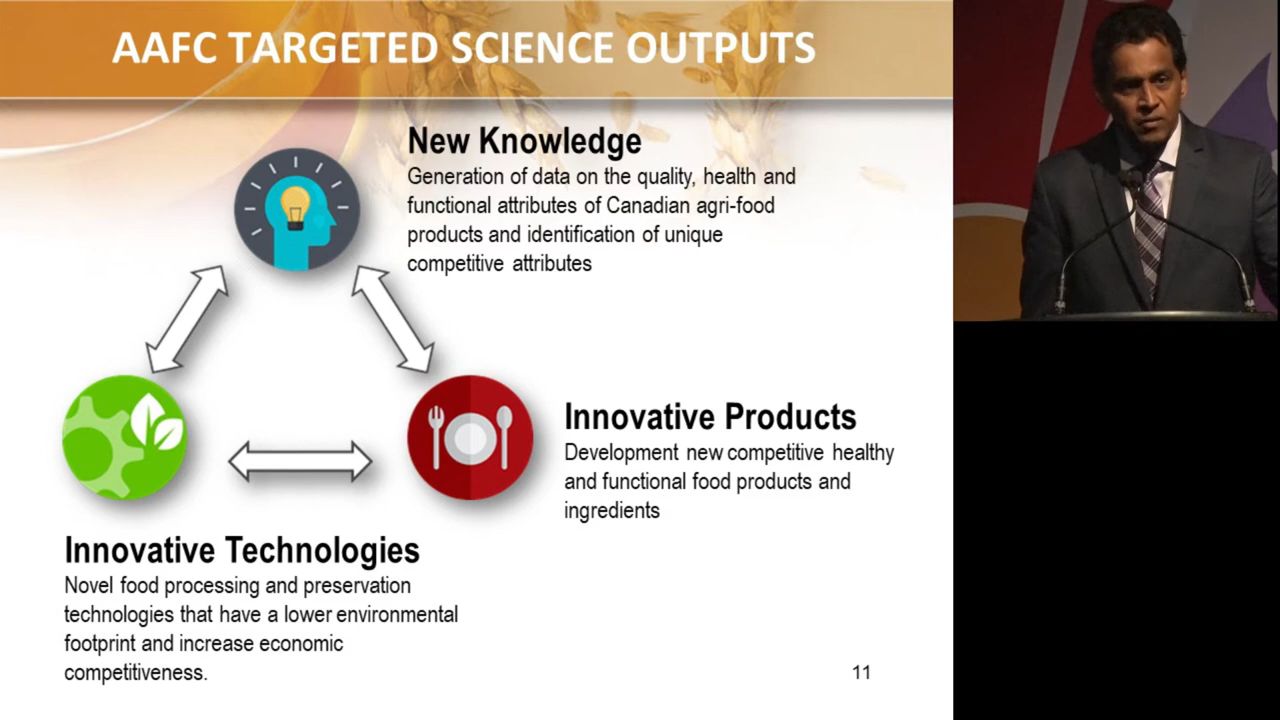 AAFC TARGETED SCIENCE OUTPUTS
New Knowledge
Generation of data on the quality, health and
functional attributes of Canadian agri-food
products and identification of unique
competitive attributes
Innovative Products
Development new competitive healthy
and functional food products and
ingredients
Innovative Technologies
Novel food processing and preservation
technologies that have a lower environmental
footprint and increase economic
competitiveness.
11